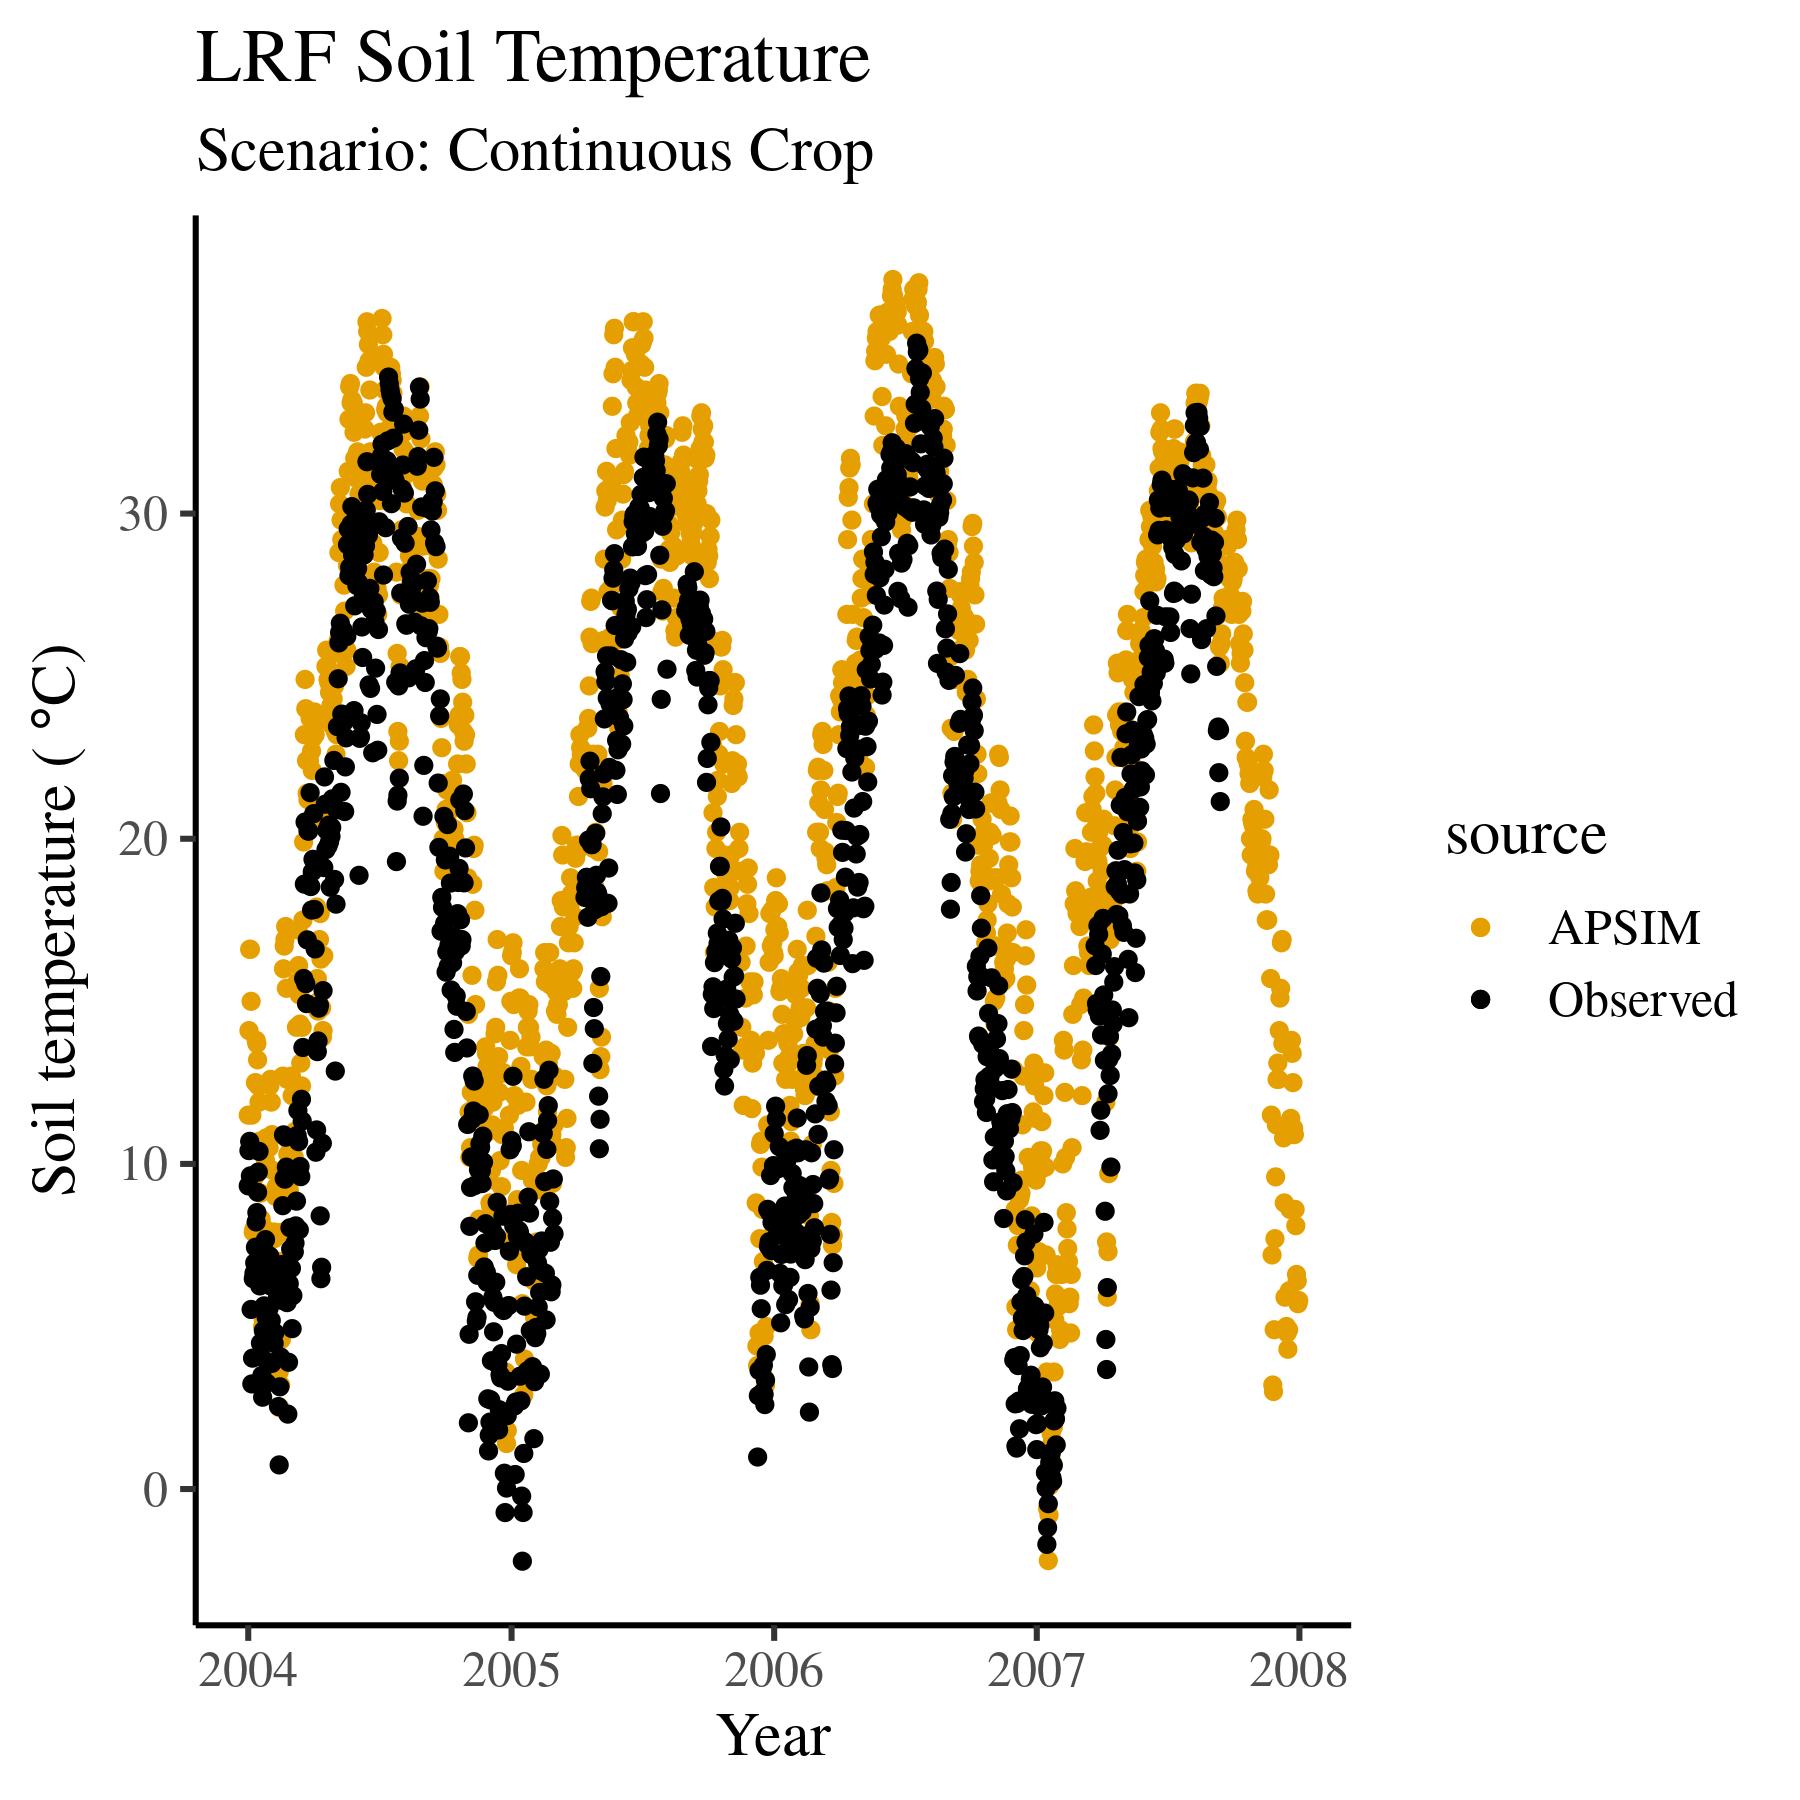 LRF Soil Temperature
Scenario: Continuous Crop
Soil temperature ( °C)
30
20
10
0
2004 2005 2006 2007 2008
Year
source
APSIM
Observed